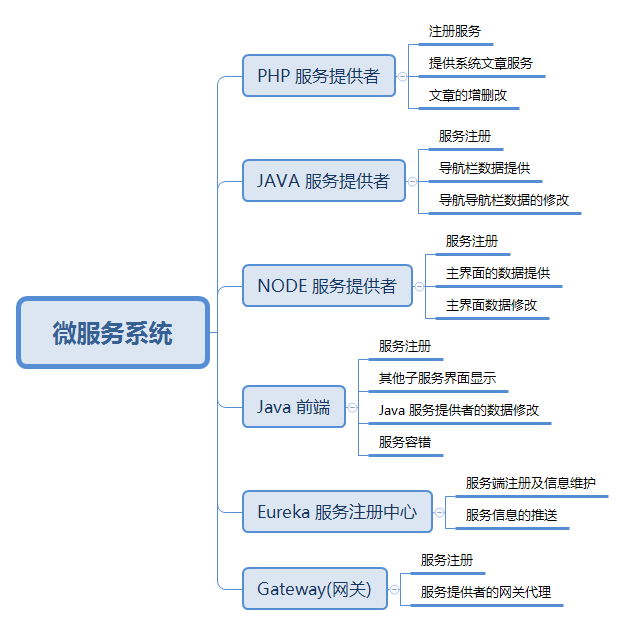 微服务系统
PHP 服务提供者
注册服务
提供系统文章服务
文章的增删改
JAVA 服务提供者
服务注册
导航栏数据提供
导航导航栏数据的修改
NODE 服务提供者
服务注册
主界面的数据提供
主界面数据修改
Java 前端
服务注册
其他子服务界面显示
Java 服务提供者的数据修改
服务容错
Eureka 服务注册中心
服务端注册及信息维护
服务信息的推送
Gateway(网关)
服务注册
服务提供者的网关代理